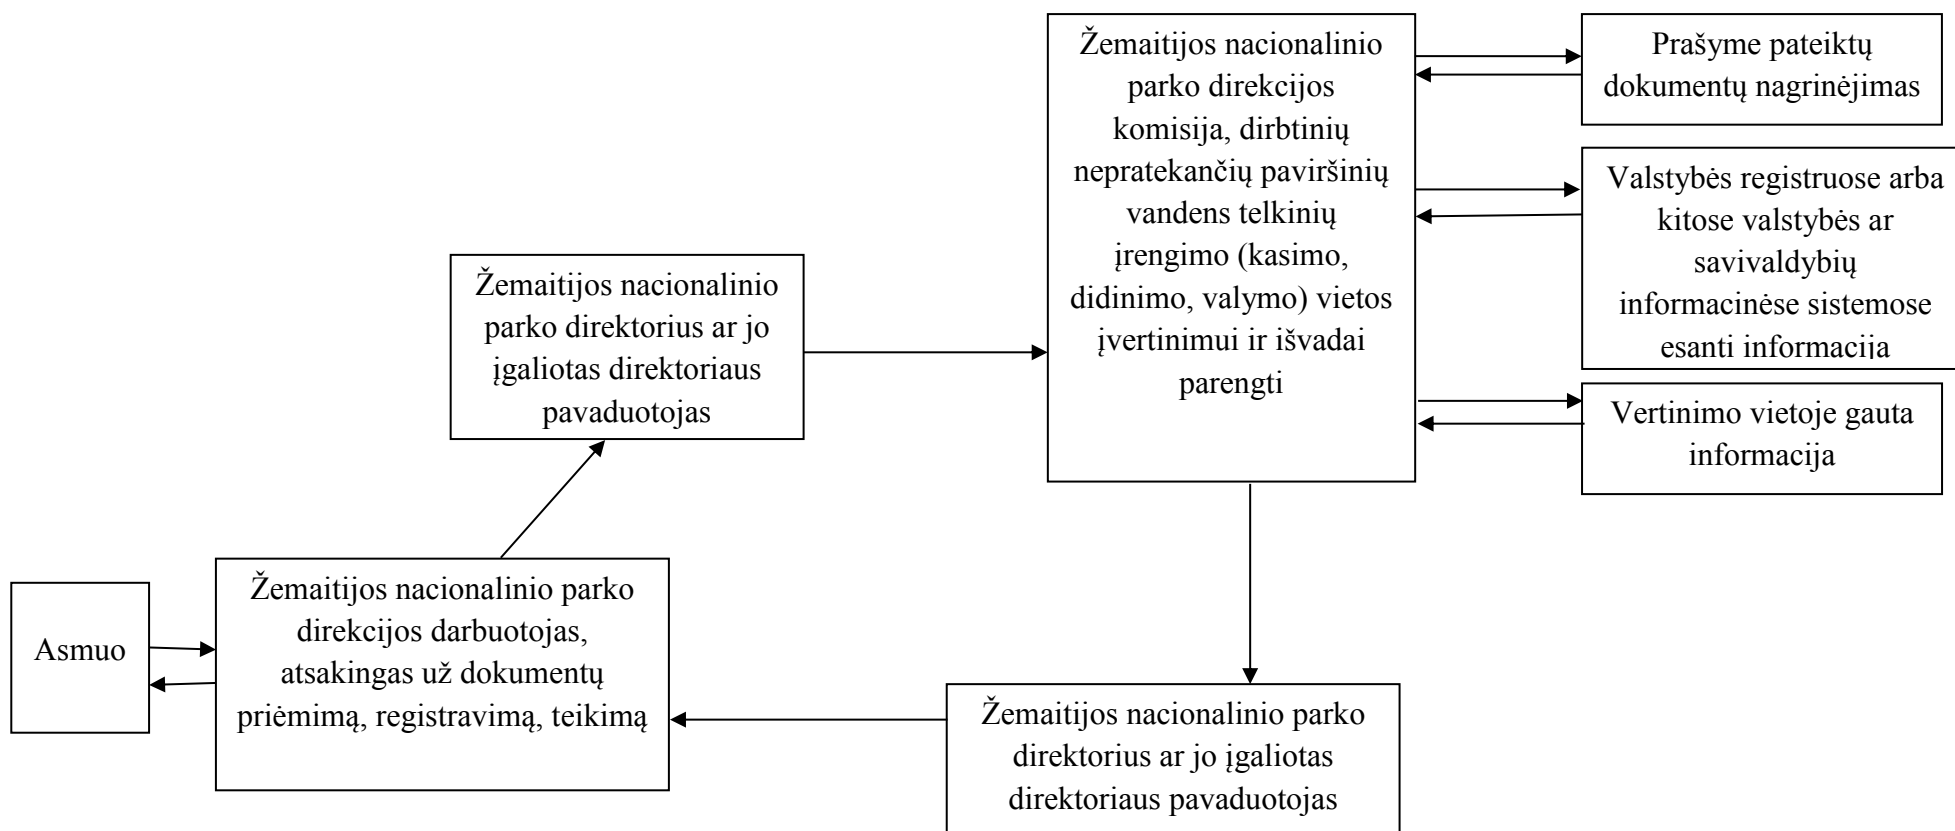 Žemaitijos nacionalinio
parko direkcijos
komisija, dirbtinių
nepratekančių paviršinių
vandens telkinių
įrengimo (kasimo,
didinimo, valymo) vietos
įvertinimui ir išvadai
parengti
Prašyme pateiktų
dokumentų nagrinėjimas
Valstybės registruose arba
kitose valstybės ar
savivaldybių
informacinėse sistemose
esanti informacija
Vertinimo vietoje gauta
informacija
Žemaitijos nacionalinio
parko direktorius ar jo
įgaliotas direktoriaus
pavaduotojas
Asmuo
Žemaitijos nacionalinio parko
direkcijos darbuotojas,
atsakingas už dokumentų
priėmimą, registravimą, teikimą
Žemaitijos nacionalinio parko
direktorius ar jo įgaliotas
direktoriaus pavaduotojas